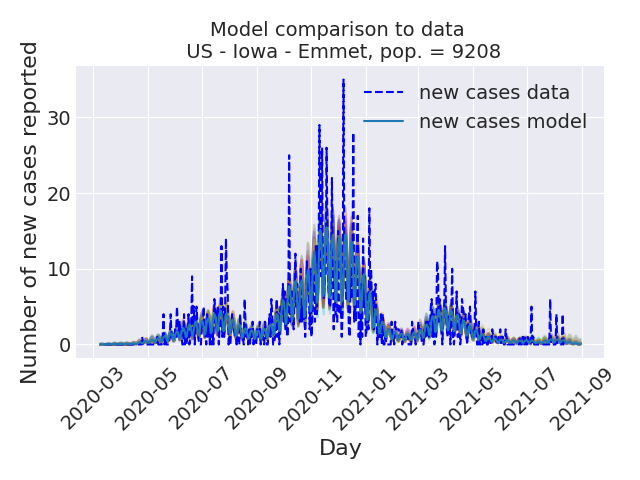 Model comparison to data
US - Iowa - Emmet, pop. = 9208
Number of new cases reported
30
20
10
0
new cases data
new cases model
2020-03
2020-05
2020-07
2020-09
2020-11
2021-01
2021-03
2021-05
2021-07
2021-09
Day